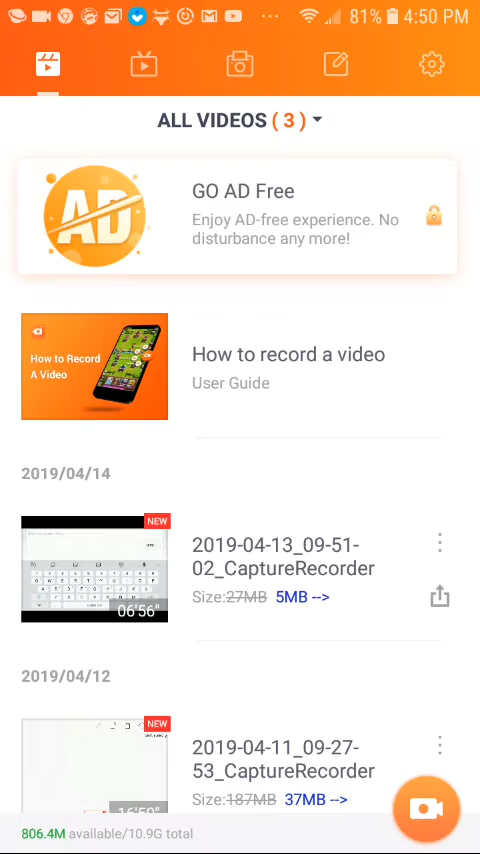 81% 4:50 PM
ALL VIDEOS ( 3 )
AD
GO AD Free
Enjoy AD-free experience. No
disturbance any more!
How to Record
A Video
How to record a video
User Guide
2019/04/14
NEW
06'56"
2019-04-13_09-51-
02_CaptureRecorder
Size:27MB 5MB -->
2019/04/12
NEW
2019-04-11_09-27-
53_CaptureRecorder
Size:187MB 37MB -->
806.4M available/10.9G total